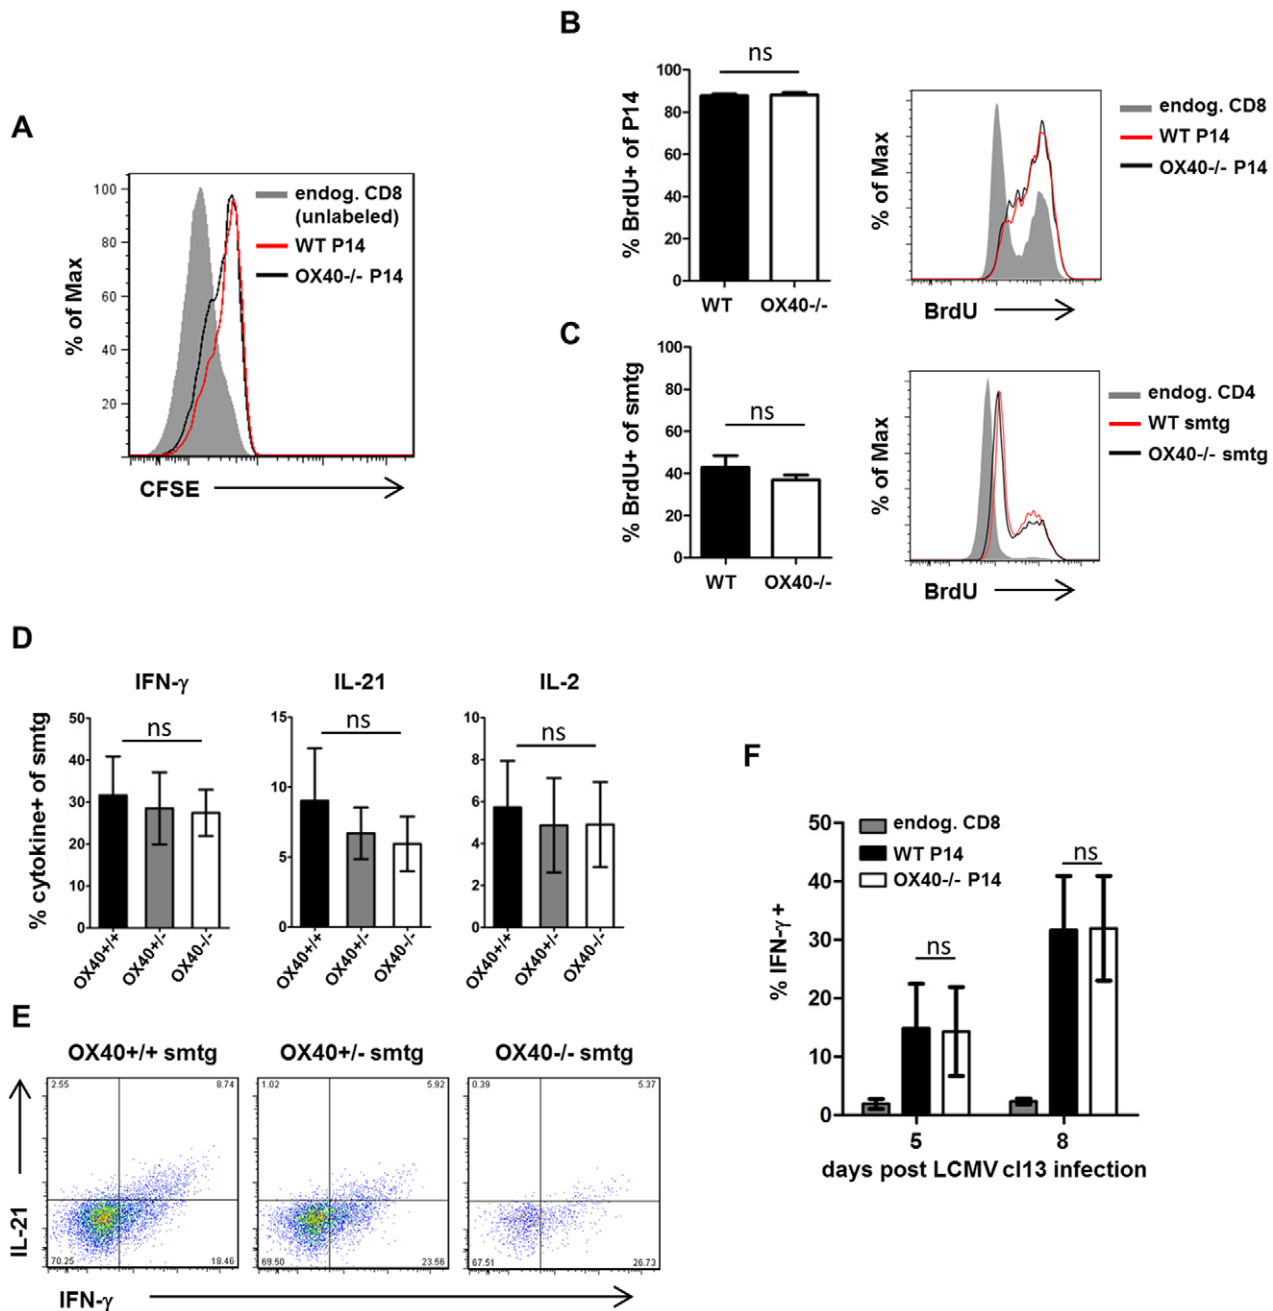 A
100
80
60
40
20
% of Max
endog. CD8
(unlabeled)
WT P14
OX40-/- P14
CFSE
B
ns
100
80
60
40
20
0
% BrdU+ of P14
WT
OX40-/-
% of Max
BrdU
endog. CD8
WT P14
OX40-/- P14
C
ns
100
80
60
40
20
0
% BrdU+ of smtg
WT
OX40-/-
% of Max
BrdU
endog. CD4
WT smtg
OX40-/- smtg
D
% cytokine+ of smtg
IFN-γ
ns
50
40
30
20
10
0
OX40+/+
OX40+/-
OX40-/-
IL-21
ns
15
10
5
0
OX40+/+
OX40+/-
OX40-/-
IL-2
ns
10
8
6
4
2
0
OX40+/+
OX40+/-
OX40-/-
E
OX40+/+ smtg
2.55
8.74
70.25
18.46
OX40+/- smtg
1.02
5.92
69.50
23.56
OX40-/- smtg
0.39
5.37
67.51
26.73
IL-21
IFN-γ
F
endog. CD8
WT P14
OX40-/- P14
50
40
30
20
10
0
% IFN-γ +
ns
ns
5
8
days post LCMV cl13 infection